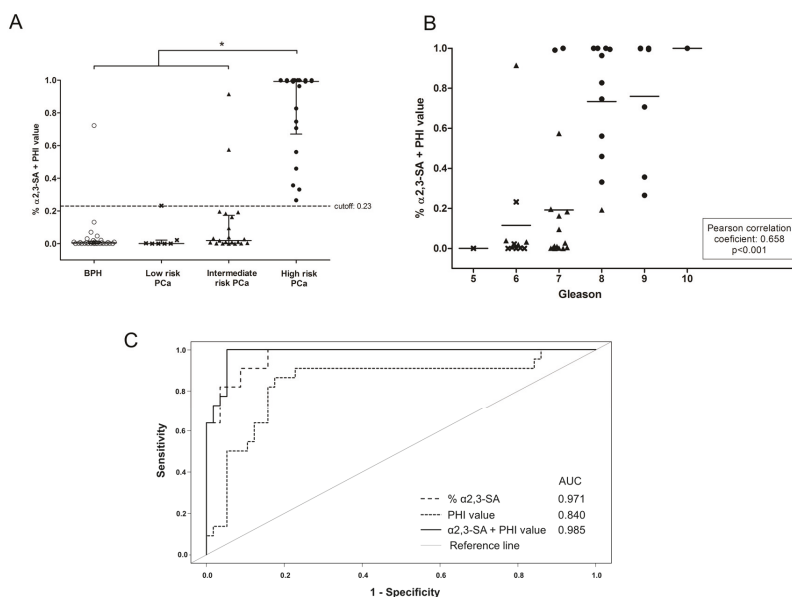 A
*
% α2,3-SA + PHI value
1.0
0.8
0.6
0.4
0.2
0.0
cutoff: 0.23
BPH
Low risk
PCa
Intermediate
risk PCa
High risk
PCa
B
% α2,3-SA + PHI value
1.0
0.8
0.6
0.4
0.2
0.0
5 6 7 8 9 10
Gleason
Pearson correlation
coeficient: 0.658
p<0.001
C
Sensitivity
1.0
0.8
0.6
0.4
0.2
0.0
0.0 0.2 0.4 0.6 0.8 1.0
1 - Specificity
AUC
% α2,3-SA 0.971
PHI value 0.840
α2,3-SA + PHI value 0.985
Reference line